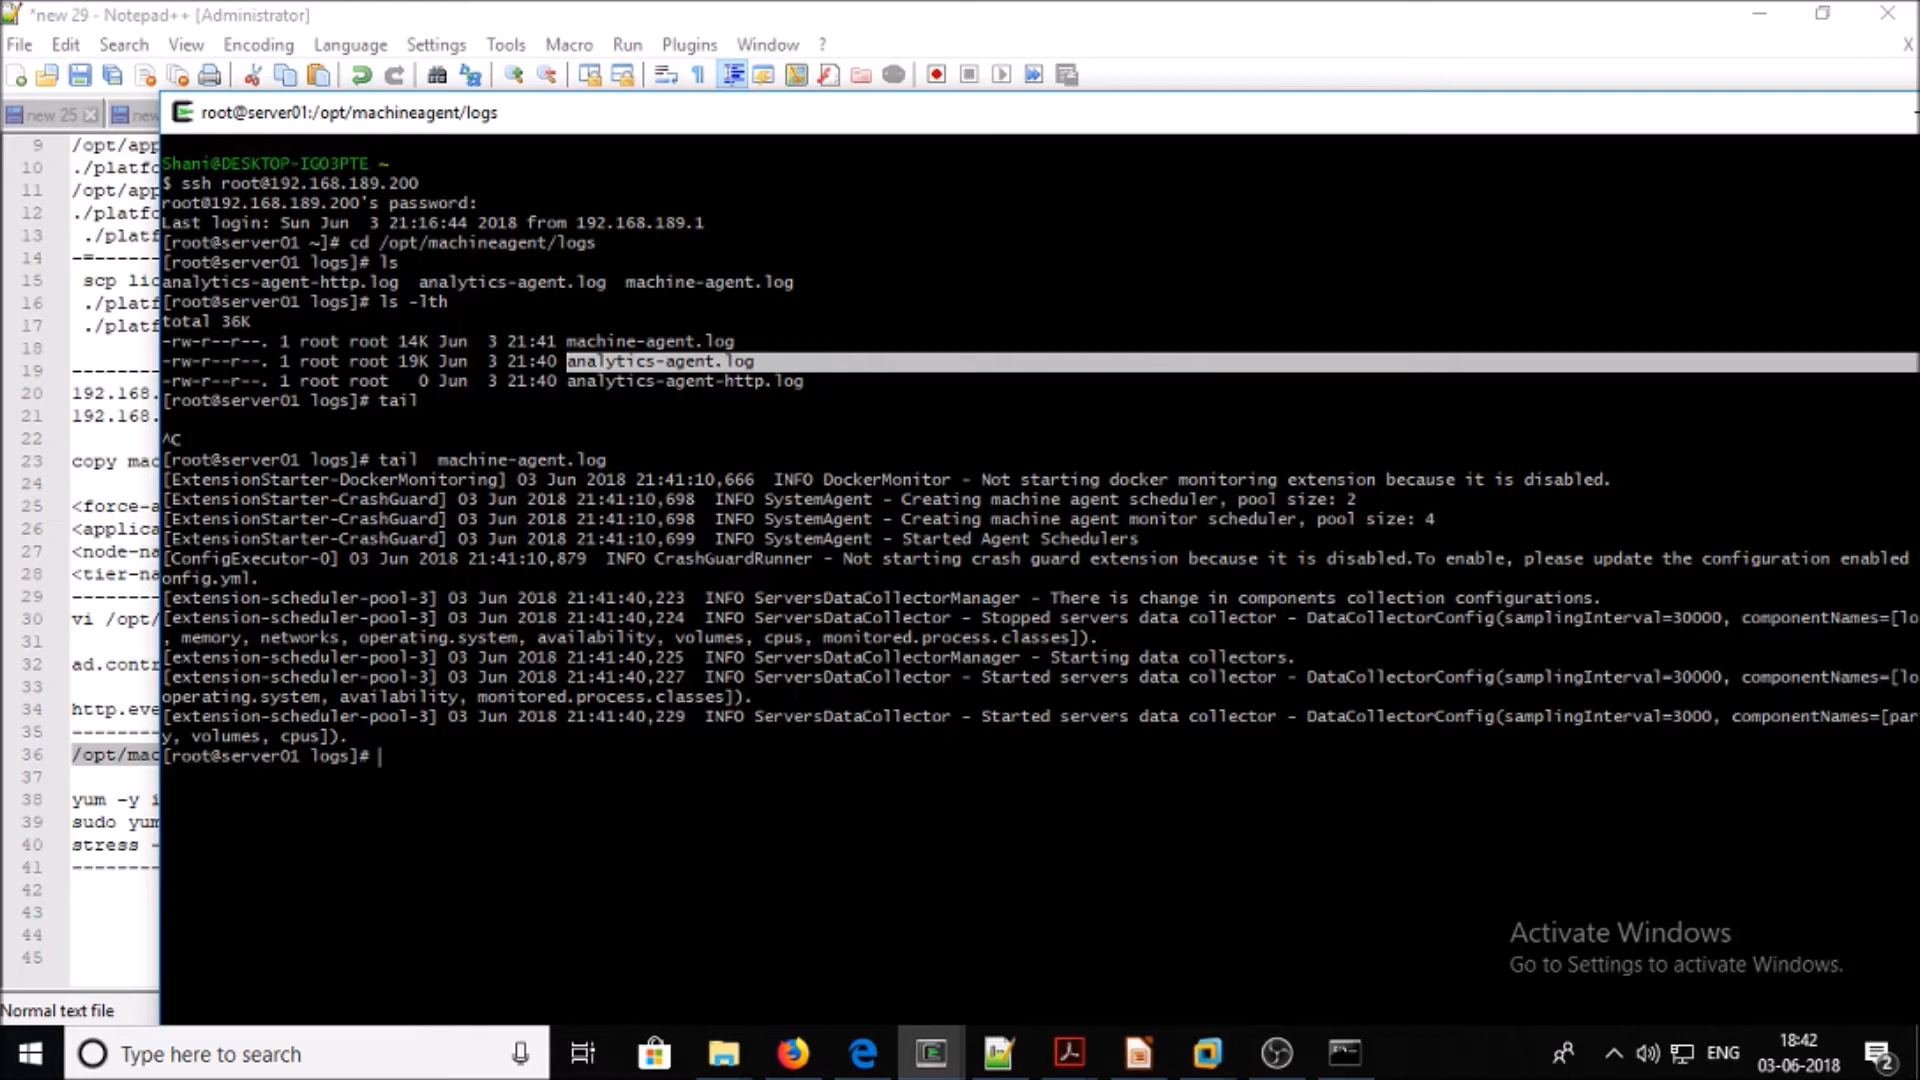 *new 29 - Notepad++ [Administrator]
File Edit Search View Encoding Language Settings Tools Macro Run Plugins Window ?
X
new 25 new
root@server01:/opt/machineagent/logs
9 /opt/app
10 ./platfo
11 /opt/app
12 ./platfo
13 ./platf
14 -=------
15 scp lic
16 ./platf
17 ./platf
18
19 --------
20 192.168.
21 192.168.
22
23 copy mac
24
25 <force-a
26 <applica
27 <node-na
28 <tier-na
29 --------
30 vi /opt/
31
32 ad.contr
33
34 http.eve
35 --------
36 /opt/mac
37
38 yum -y i
39 sudo yum
40 stress -
41 --------
42
43
44
45
Shani@DESKTOP-IGO3PTE ~
$ ssh root@192.168.189.200
root@192.168.189.200's password:
Last login: Sun Jun  3 21:16:44 2018 from 192.168.189.1
[root@server01 ~]# cd /opt/machineagent/logs
[root@server01 logs]# ls
analytics-agent-http.log  analytics-agent.log  machine-agent.log
[root@server01 logs]# ls -lth
total 36K
-rw-r--r--. 1 root root 14K Jun  3 21:41 machine-agent.log
-rw-r--r--. 1 root root 19K Jun  3 21:40 analytics-agent.log
-rw-r--r--. 1 root root   0 Jun  3 21:40 analytics-agent-http.log
[root@server01 logs]# tail
^C
[root@server01 logs]# tail  machine-agent.log
[ExtensionStarter-DockerMonitoring] 03 Jun 2018 21:41:10,666  INFO DockerMonitor - Not starting docker monitoring extension because it is disabled.
[ExtensionStarter-CrashGuard] 03 Jun 2018 21:41:10,698  INFO SystemAgent - Creating machine agent scheduler, pool size: 2
[ExtensionStarter-CrashGuard] 03 Jun 2018 21:41:10,698  INFO SystemAgent - Creating machine agent monitor scheduler, pool size: 4
[ExtensionStarter-CrashGuard] 03 Jun 2018 21:41:10,699  INFO SystemAgent - Started Agent Schedulers
[ConfigExecutor-0] 03 Jun 2018 21:41:10,879  INFO CrashGuardRunner - Not starting crash guard extension because it is disabled.To enable, please update the configuration enabled
onfig.yml.
[extension-scheduler-pool-3] 03 Jun 2018 21:41:40,223  INFO ServersDataCollectorManager - There is change in components collection configurations.
[extension-scheduler-pool-3] 03 Jun 2018 21:41:40,224  INFO ServersDataCollector - Stopped servers data collector - DataCollectorConfig(samplingInterval=30000, componentNames=[lo
, memory, networks, operating.system, availability, volumes, cpus, monitored.process.classes]).
[extension-scheduler-pool-3] 03 Jun 2018 21:41:40,225  INFO ServersDataCollectorManager - Starting data collectors.
[extension-scheduler-pool-3] 03 Jun 2018 21:41:40,227  INFO ServersDataCollector - Started servers data collector - DataCollectorConfig(samplingInterval=30000, componentNames=[lo
operating.system, availability, monitored.process.classes]).
[extension-scheduler-pool-3] 03 Jun 2018 21:41:40,229  INFO ServersDataCollector - Started servers data collector - DataCollectorConfig(samplingInterval=3000, componentNames=[par
y, volumes, cpus]).
[root@server01 logs]#
Activate Windows
Go to Settings to activate Windows.
Normal text file
Type here to search
ENG
18:42
03-06-2018
2